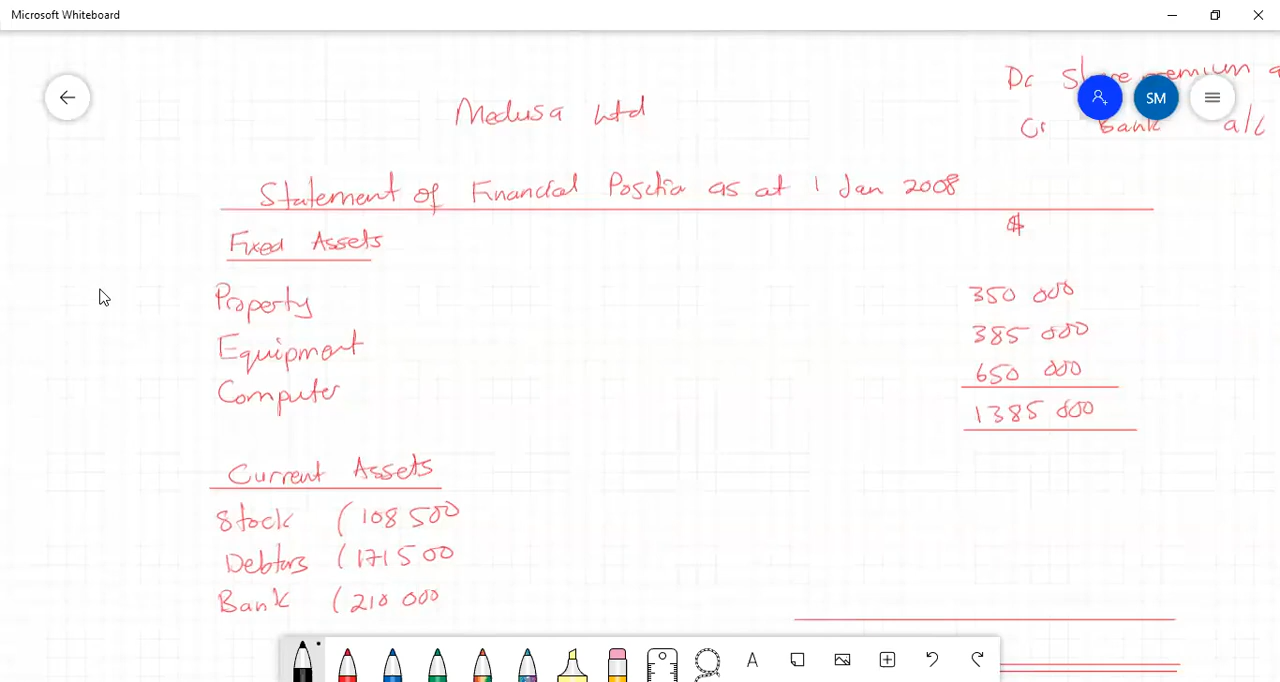 Microsoft Whiteboard
Dr Share premium a
SM
Medusa Ltd
Cr Bank a/c
Statement of Financial Position as at 1 Jan 2008
$
Fixed Assets
Property 350 000
Equipment 385 000
Computer 650 000
1385 000
Current Assets
Stock (108 500
Debtors (171 500
Bank (210 000
A